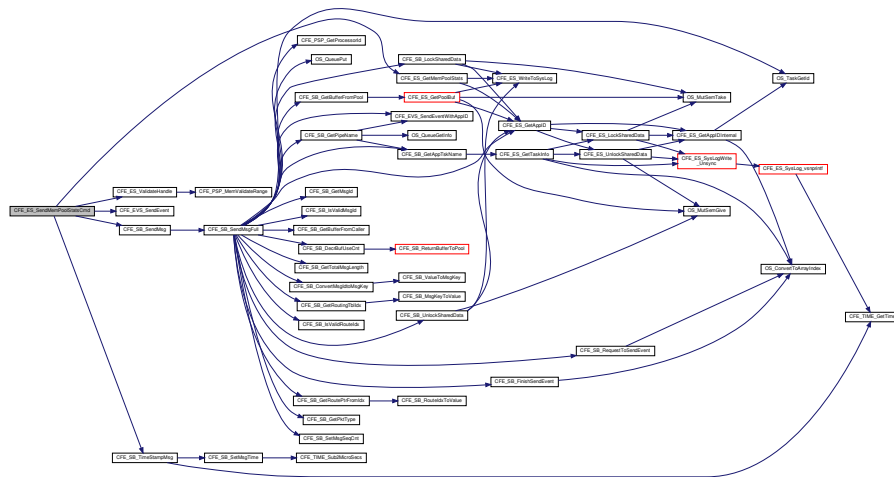 CFE_PSP_GetProcessorId
OS_QueuePut
CFE_SB_LockSharedData
CFE_ES_GetMemPoolStats
CFE_ES_WriteToSysLog
OS_TaskGetId
CFE_SB_GetBufferFromPool
CFE_ES_GetPoolBuf
OS_MutSemTake
CFE_EVS_SendEventWithAppID
CFE_ES_GetAppID
CFE_SB_GetPipeName
OS_QueueGetInfo
CFE_ES_LockSharedData
CFE_ES_GetAppIDInternal
CFE_SB_GetAppTskName
CFE_ES_GetTaskInfo
CFE_ES_UnlockSharedData
CFE_ES_SysLogWrite
_Unsync
CFE_ES_SysLog_vsnprintf
CFE_ES_ValidateHandle
CFE_PSP_MemValidateRange
CFE_SB_GetMsgId
CFE_ES_SendMemPoolStatsCmd
CFE_EVS_SendEvent
CFE_SB_IsValidMsgId
OS_MutSemGive
CFE_SB_SendMsg
CFE_SB_SendMsgFull
CFE_SB_GetBufferFromCaller
CFE_SB_DecrBufUseCnt
CFE_SB_ReturnBufferToPool
CFE_SB_GetTotalMsgLength
OS_ConvertToArrayIndex
CFE_SB_ConvertMsgIdtoMsgKey
CFE_SB_ValueToMsgKey
CFE_SB_GetRoutingTblIdx
CFE_SB_MsgKeyToValue
CFE_SB_UnlockSharedData
CFE_TIME_GetTime
CFE_SB_IsValidRouteIdx
CFE_SB_RequestToSendEvent
CFE_SB_FinishSendEvent
CFE_SB_GetRoutePtrFromIdx
CFE_SB_RouteIdxToValue
CFE_SB_GetPktType
CFE_SB_SetMsgSeqCnt
CFE_SB_TimeStampMsg
CFE_SB_SetMsgTime
CFE_TIME_Sub2MicroSecs